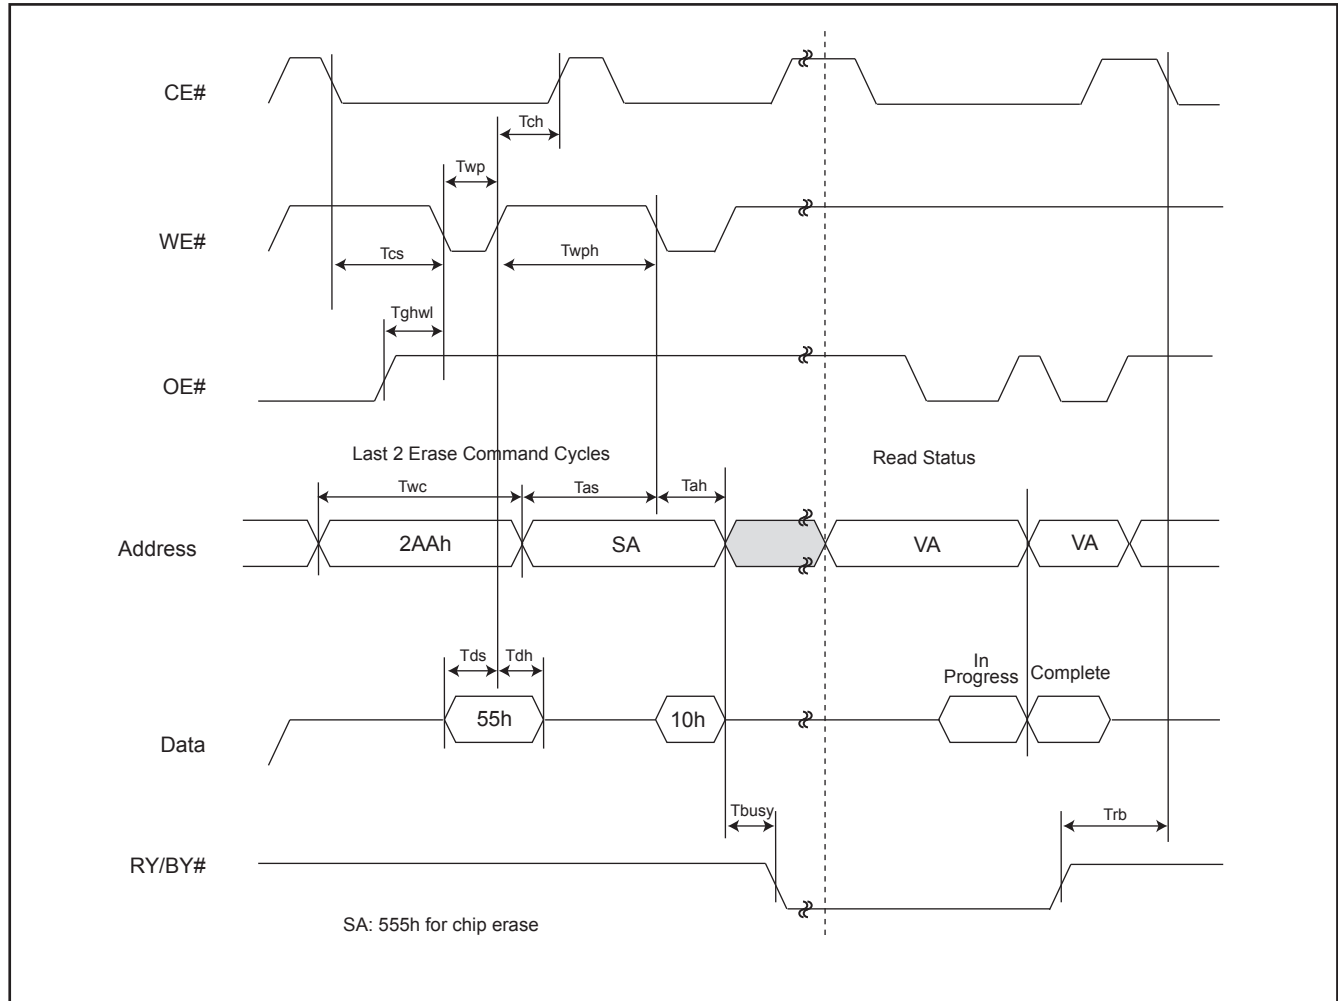 CE#
Tch
Twp
WE#
Tcs
Twph
Tghwl
OE#
Last 2 Erase Command Cycles
Read Status
Twc
Tas
Tah
Address
2AAh
SA
VA
VA
Tds
Tdh
In
Progress
Complete
55h
10h
Data
Tbusy
Trb
RY/BY#
SA: 555h for chip erase